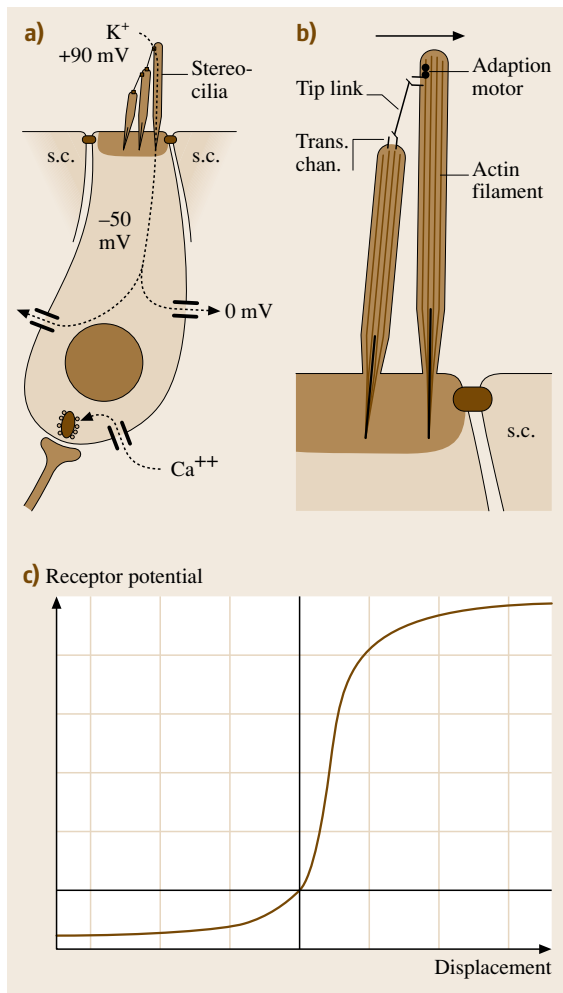 a)
K+
+90 mV
Stereo-
cilia
s.c.
s.c.
–50
mV
0 mV
Ca++
b)
Adaption
motor
Tip link
Trans.
chan.
Actin
filament
s.c.
c) Receptor potential
Displacement